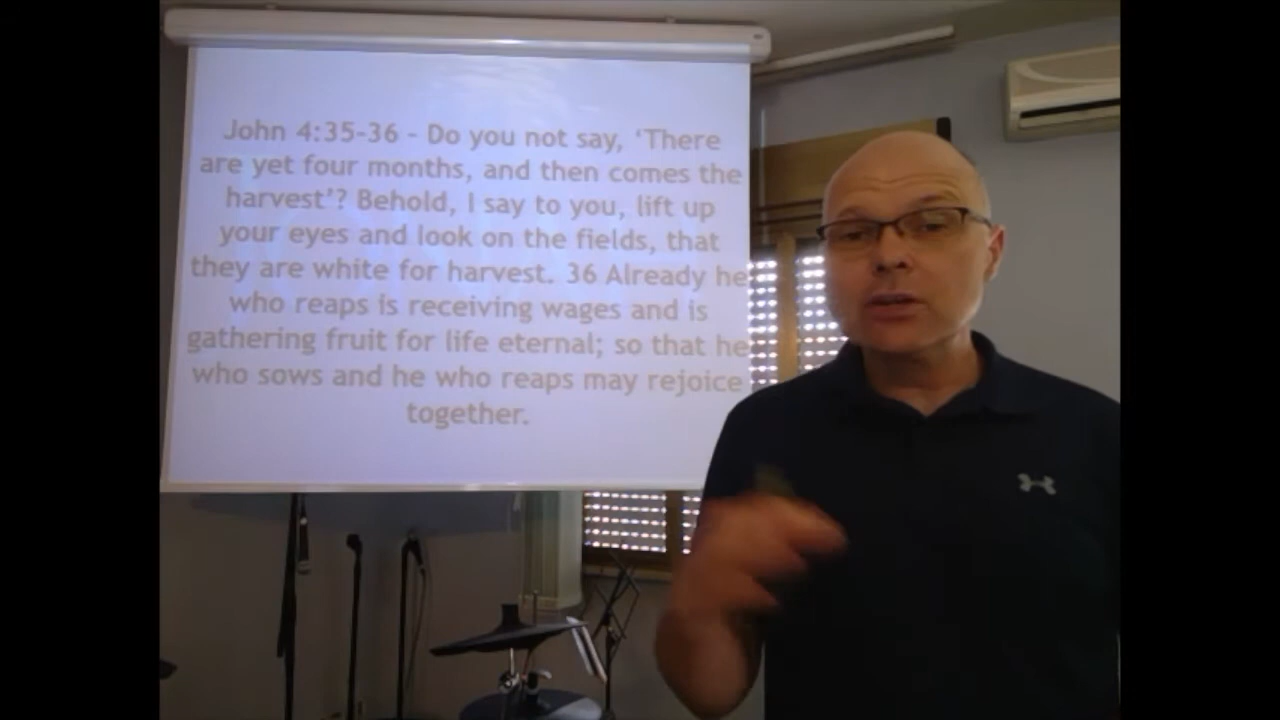 John 4:35-36 - Do you not say, ‘There
are yet four months, and then comes the
harvest’? Behold, I say to you, lift up
your eyes and look on the fields, that
they are white for harvest. 36 Already he
who reaps is receiving wages and is
gathering fruit for life eternal; so that he
who sows and he who reaps may rejoice
together.